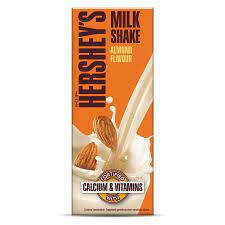 HERSHEY'S
MILK
SHAKE
ALMOND
FLAVOUR
FORTIFIED
CALCIUM & VITAMINS
WITH